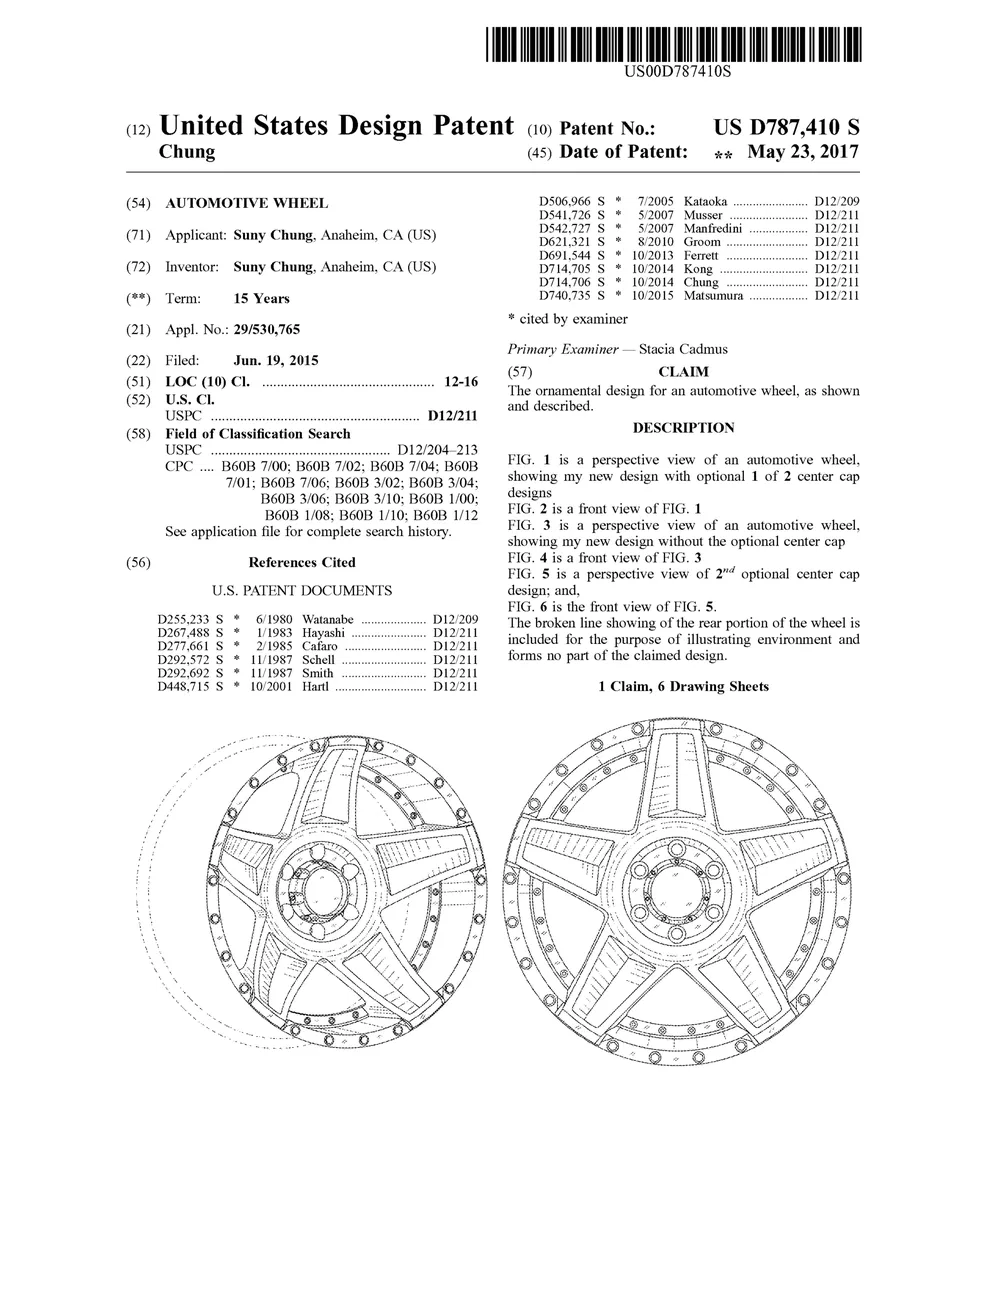 US00D787410S
(12) United States Design Patent
Chung
(10) Patent No.: US D787,410 S
(45) Date of Patent: ** May 23, 2017
(54) AUTOMOTIVE WHEEL
(71) Applicant: Suny Chung, Anaheim, CA (US)
(72) Inventor: Suny Chung, Anaheim, CA (US)
(**) Term: 15 Years
(21) Appl. No.: 29/530,765
(22) Filed: Jun. 19, 2015
(51) LOC (10) Cl. ............................................... 12-16
(52) U.S. Cl.
USPC ......................................................... D12/211
(58) Field of Classification Search
USPC ................................................. D12/204–213
CPC .... B60B 7/00; B60B 7/02; B60B 7/04; B60B
7/01; B60B 7/06; B60B 3/02; B60B 3/04;
B60B 3/06; B60B 3/10; B60B 1/00;
B60B 1/08; B60B 1/10; B60B 1/12
See application file for complete search history.
(56) References Cited
U.S. PATENT DOCUMENTS
D255,233 S * 6/1980 Watanabe .................... D12/209
D267,488 S * 1/1983 Hayashi ....................... D12/211
D277,661 S * 2/1985 Cafaro ......................... D12/211
D292,572 S * 11/1987 Schell .......................... D12/211
D292,692 S * 11/1987 Smith .......................... D12/211
D448,715 S * 10/2001 Hartl ............................ D12/211
D506,966 S * 7/2005 Kataoka ....................... D12/209
D541,726 S * 5/2007 Musser ........................ D12/211
D542,727 S * 5/2007 Manfredini .................. D12/211
D621,321 S * 8/2010 Groom ......................... D12/211
D691,544 S * 10/2013 Ferrett ......................... D12/211
D714,705 S * 10/2014 Kong ........................... D12/211
D714,706 S * 10/2014 Chung ......................... D12/211
D740,735 S * 10/2015 Matsumura .................. D12/211
* cited by examiner
Primary Examiner — Stacia Cadmus
(57) CLAIM
The ornamental design for an automotive wheel, as shown
and described.
DESCRIPTION
FIG. 1 is a perspective view of an automotive wheel,
showing my new design with optional 1 of 2 center cap
designs
FIG. 2 is a front view of FIG. 1
FIG. 3 is a perspective view of an automotive wheel,
showing my new design without the optional center cap
FIG. 4 is a front view of FIG. 3
FIG. 5 is a perspective view of 2nd optional center cap
design; and,
FIG. 6 is the front view of FIG. 5.
The broken line showing of the rear portion of the wheel is
included for the purpose of illustrating environment and
forms no part of the claimed design.
1 Claim, 6 Drawing Sheets